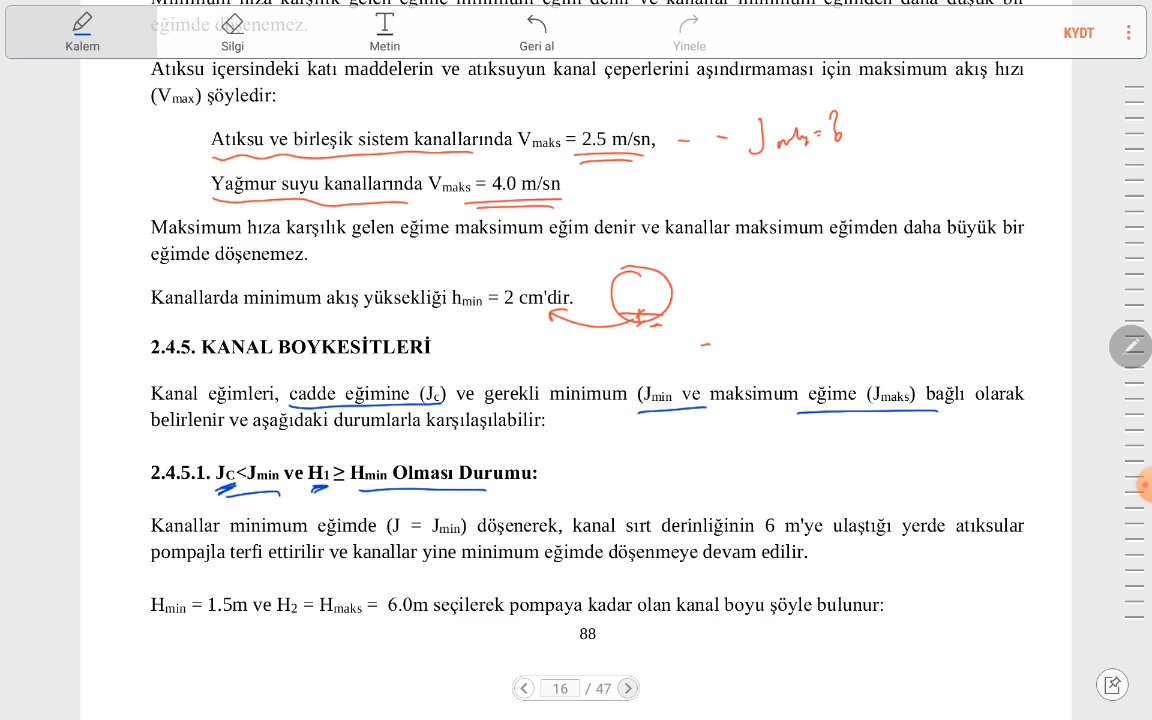 Kalem
Silgi
Metin
Geri al
Yinele
KYDT
eğimde döşenemez.
Atıksu içersindeki katı maddelerin ve atıksuyun kanal çeperlerini aşındırmaması için maksimum akış hızı
(Vmax) şöyledir:
Atıksu ve birleşik sistem kanallarında Vmaks = 2.5 m/sn,
Yağmur suyu kanallarında Vmaks = 4.0 m/sn
Maksimum hıza karşılık gelen eğime maksimum eğim denir ve kanallar maksimum eğimden daha büyük bir
eğimde döşenemez.
Kanallarda minimum akış yüksekliği hmin = 2 cm'dir.
2.4.5. KANAL BOYKESİTLERİ
Kanal eğimleri, cadde eğimine (Jc) ve gerekli minimum (Jmin ve maksimum eğime (Jmaks) bağlı olarak
belirlenir ve aşağıdaki durumlarla karşılaşılabilir:
2.4.5.1. JC<Jmin ve H1 ≥ Hmin Olması Durumu:
Kanallar minimum eğimde (J = Jmin) döşenerek, kanal sırt derinliğinin 6 m'ye ulaştığı yerde atıksular
pompajla terfi ettirilir ve kanallar yine minimum eğimde döşenmeye devam edilir.
Hmin = 1.5m ve H2 = Hmaks = 6.0m seçilerek pompaya kadar olan kanal boyu şöyle bulunur:
88
16 / 47